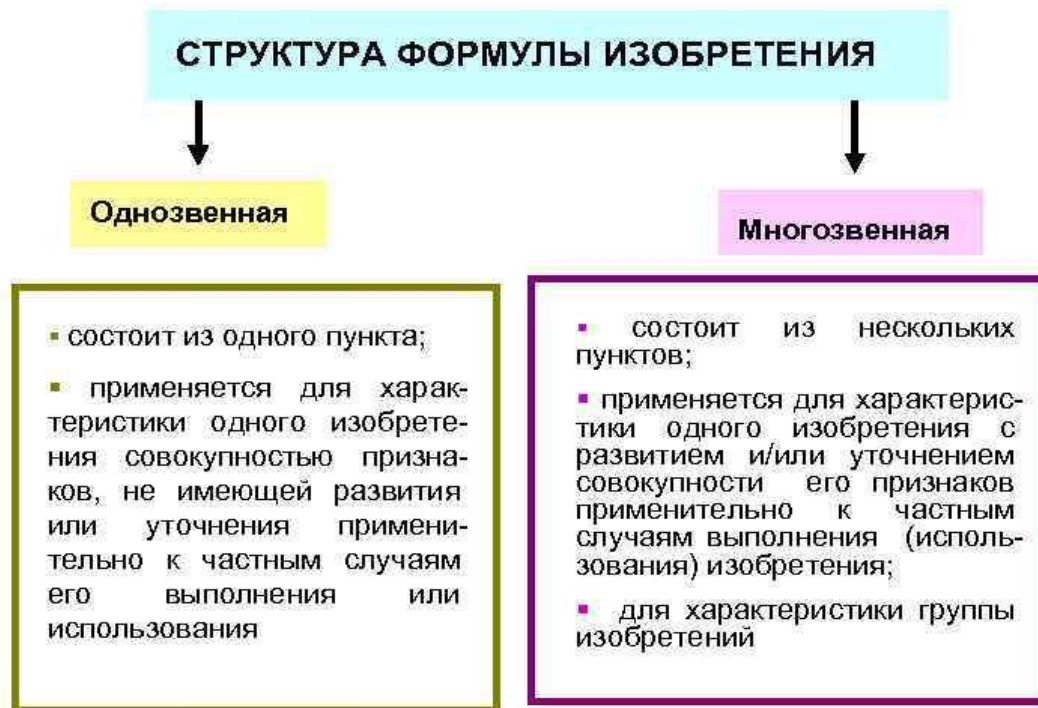 СТРУКТУРА ФОРМУЛЫ ИЗОБРЕТЕНИЯ
Однозвенная
▪ состоит из одного пункта;
▪ применяется для харак-
теристики одного изобрете-
ния совокупностью призна-
ков, не имеющей развития
или уточнения примени-
тельно к частным случаям
его выполнения или
использования
Многозвенная
▪ состоит из нескольких
пунктов;
▪ применяется для характерис-
тики одного изобретения с
развитием и/или уточнением
совокупности его признаков
применительно к частным
случаям выполнения (исполь-
зования) изобретения;
▪ для характеристики группы
изобретений